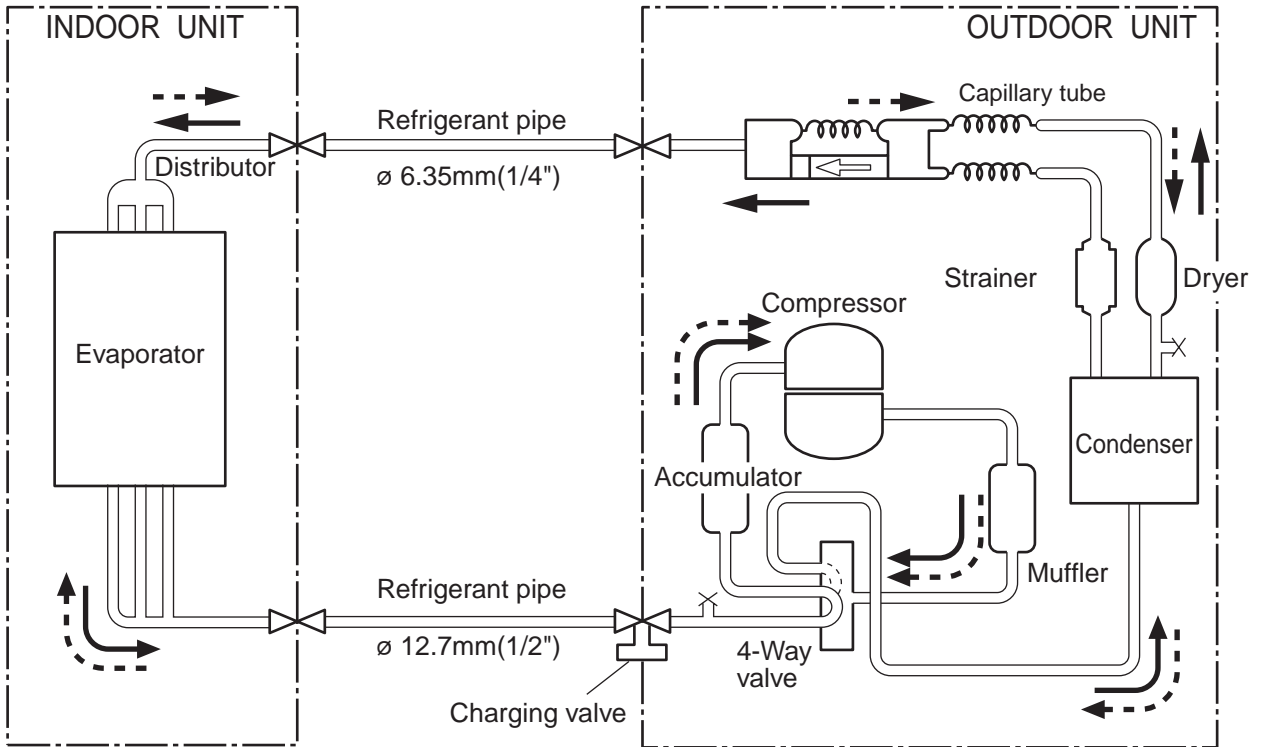 INDOOR UNIT
OUTDOOR UNIT
Capillary tube
Refrigerant pipe
Distributor
ø 6.35mm(1/4")
Strainer
Dryer
Compressor
Evaporator
Condenser
Accumulator
Muffler
Refrigerant pipe
ø 12.7mm(1/2")
4-Way
valve
Charging valve